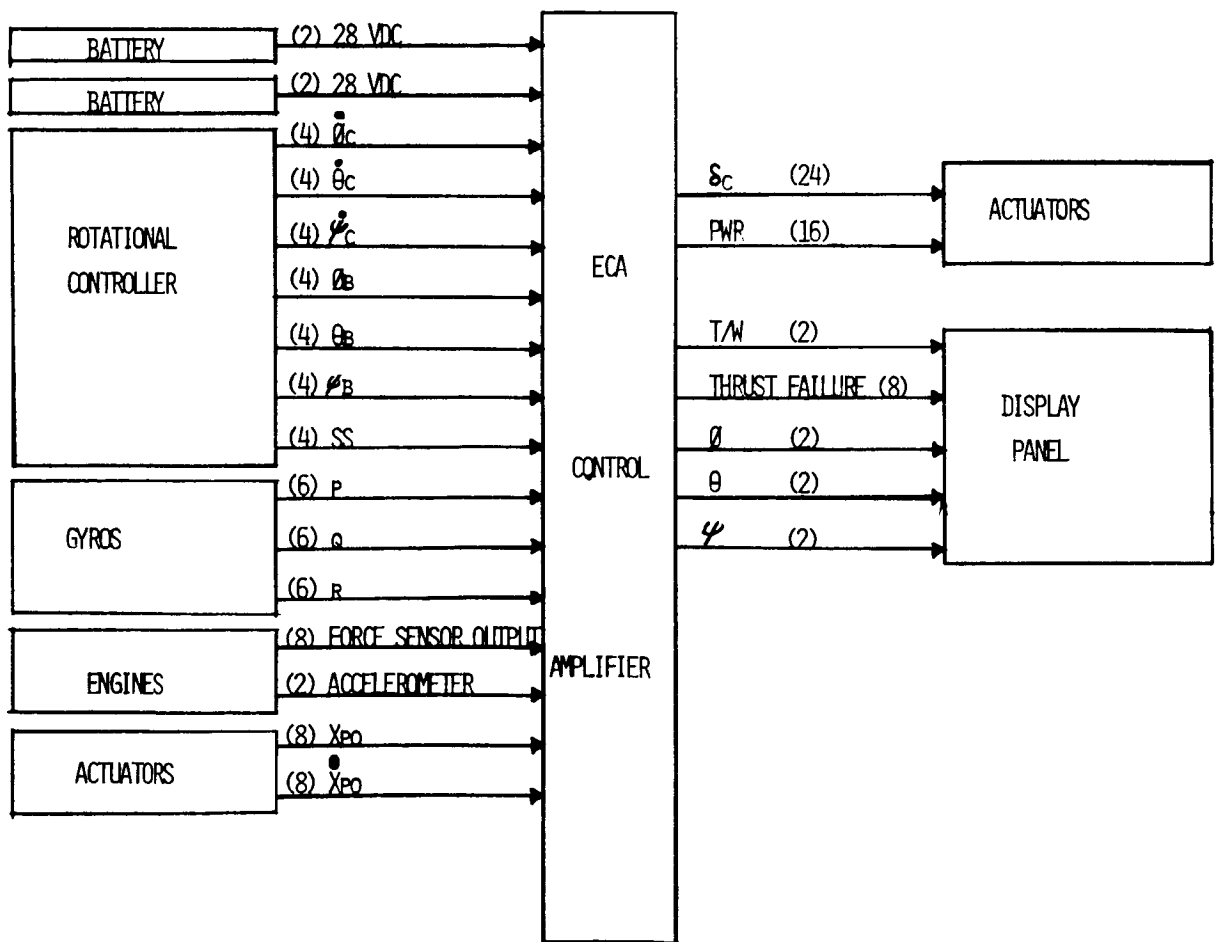 BATTERY
(2) 28 VDC
BATTERY
(2) 28 VDC
ROTATIONAL
CONTROLLER
(4) Ø̇C
(4) θ̇C
(4) ψ̇C
(4) ØB
(4) θB
(4) ψB
(4) SS
GYROS
(6) P
(6) Q
(6) R
ENGINES
(8) FORCE SENSOR OUTPUT
(2) ACCELEROMETER
ACTUATORS
(8) XPO
(8) ẊPO
ECA
CONTROL
AMPLIFIER
δC (24)
PWR (16)
ACTUATORS
T/W (2)
THRUST FAILURE (8)
Ø (2)
θ (2)
ψ (2)
DISPLAY
PANEL